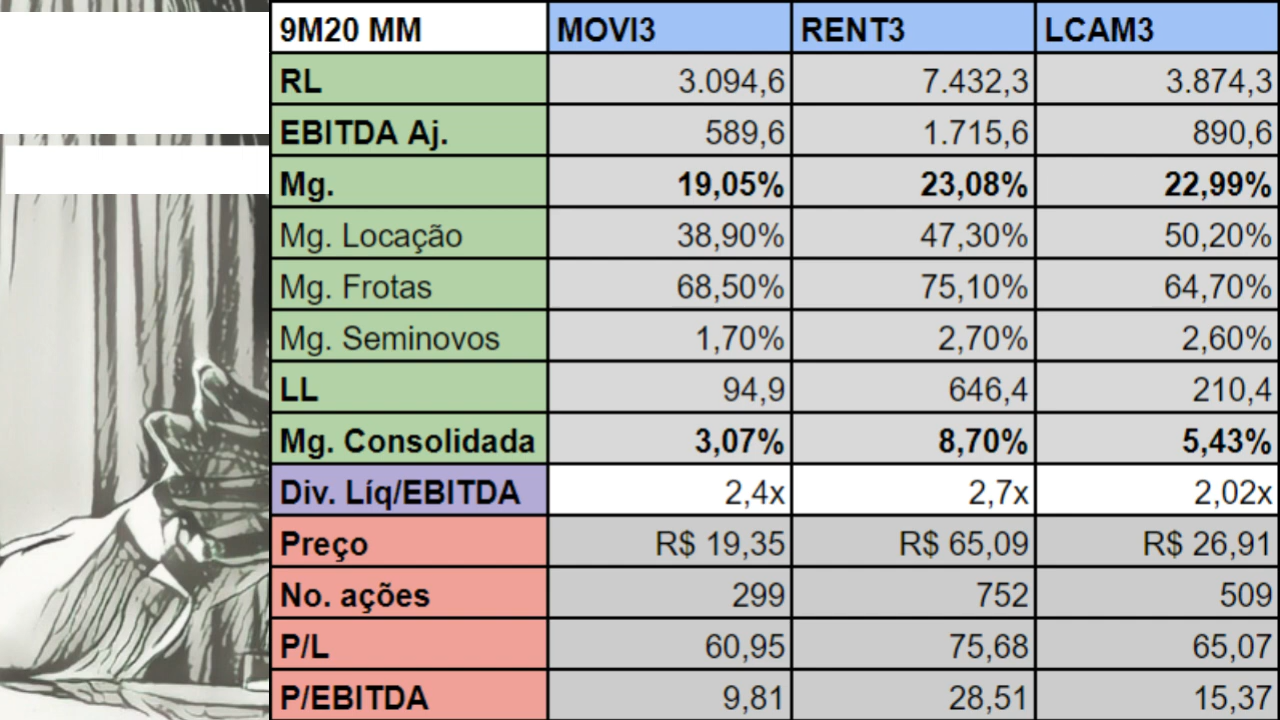 9M20 MM MOVI3 RENT3 LCAM3
RL 3.094,6 7.432,3 3.874,3
EBITDA Aj. 589,6 1.715,6 890,6
Mg. 19,05% 23,08% 22,99%
Mg. Locação 38,90% 47,30% 50,20%
Mg. Frotas 68,50% 75,10% 64,70%
Mg. Seminovos 1,70% 2,70% 2,60%
LL 94,9 646,4 210,4
Mg. Consolidada 3,07% 8,70% 5,43%
Div. Líq/EBITDA 2,4x 2,7x 2,02x
Preço R$ 19,35 R$ 65,09 R$ 26,91
No. ações 299 752 509
P/L 60,95 75,68 65,07
P/EBITDA 9,81 28,51 15,37